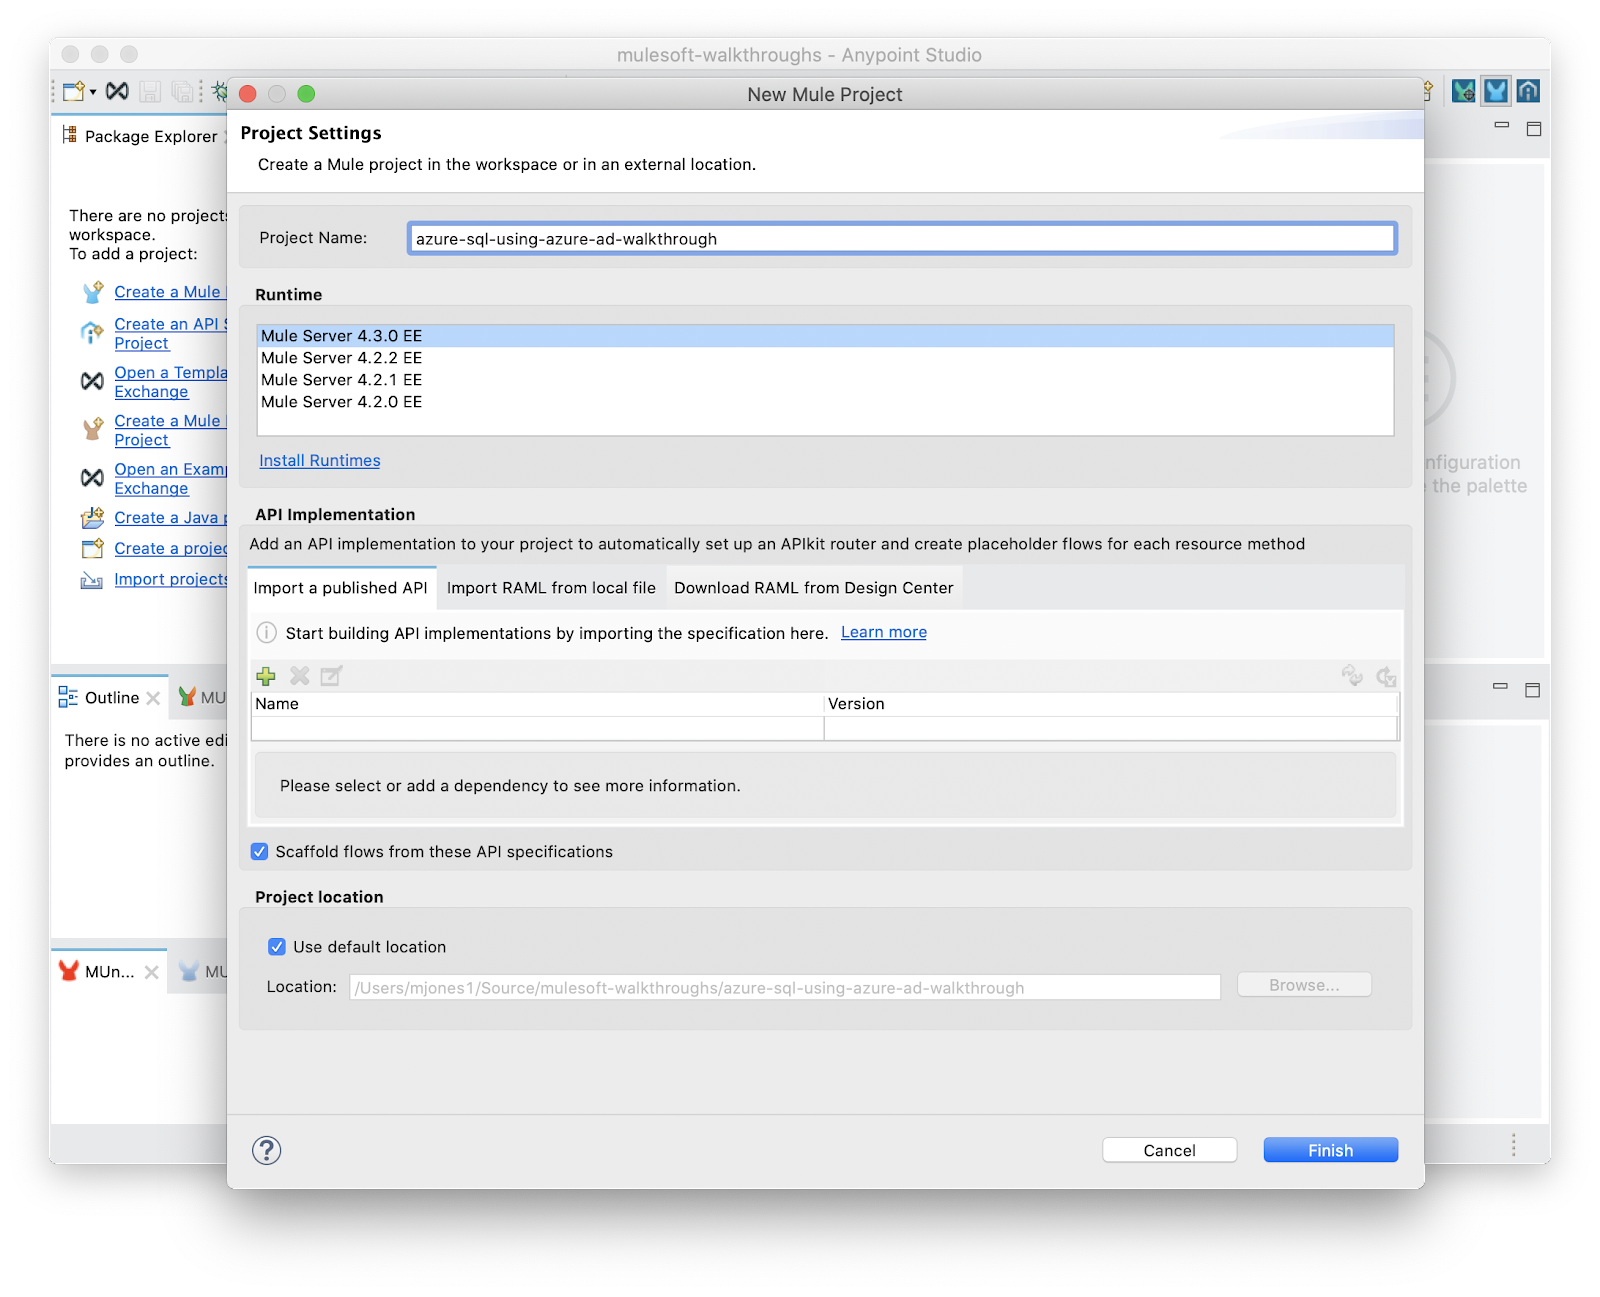 mulesoft-walkthroughs - Anypoint Studio
New Mule Project
Package Explorer
There are no projects
workspace.
To add a project:
Create a Mule
Create an API S
Project
Open a Templa
Exchange
Create a Mule
Project
Open an Examp
Exchange
Create a Java p
Create a projec
Import projects
Outline
MU
There is no active edi
provides an outline.
MUn...
MU
Project Settings
Create a Mule project in the workspace or in an external location.
Project Name:
azure-sql-using-azure-ad-walkthrough
Runtime
Mule Server 4.3.0 EE
Mule Server 4.2.2 EE
Mule Server 4.2.1 EE
Mule Server 4.2.0 EE
Install Runtimes
API Implementation
Add an API implementation to your project to automatically set up an APIkit router and create placeholder flows for each resource method
Import a published API
Import RAML from local file
Download RAML from Design Center
Start building API implementations by importing the specification here. Learn more
Name
Version
Please select or add a dependency to see more information.
Scaffold flows from these API specifications
Project location
Use default location
Location:
/Users/mjones1/Source/mulesoft-walkthroughs/azure-sql-using-azure-ad-walkthrough
Browse...
?
Cancel
Finish
nfiguration
the palette